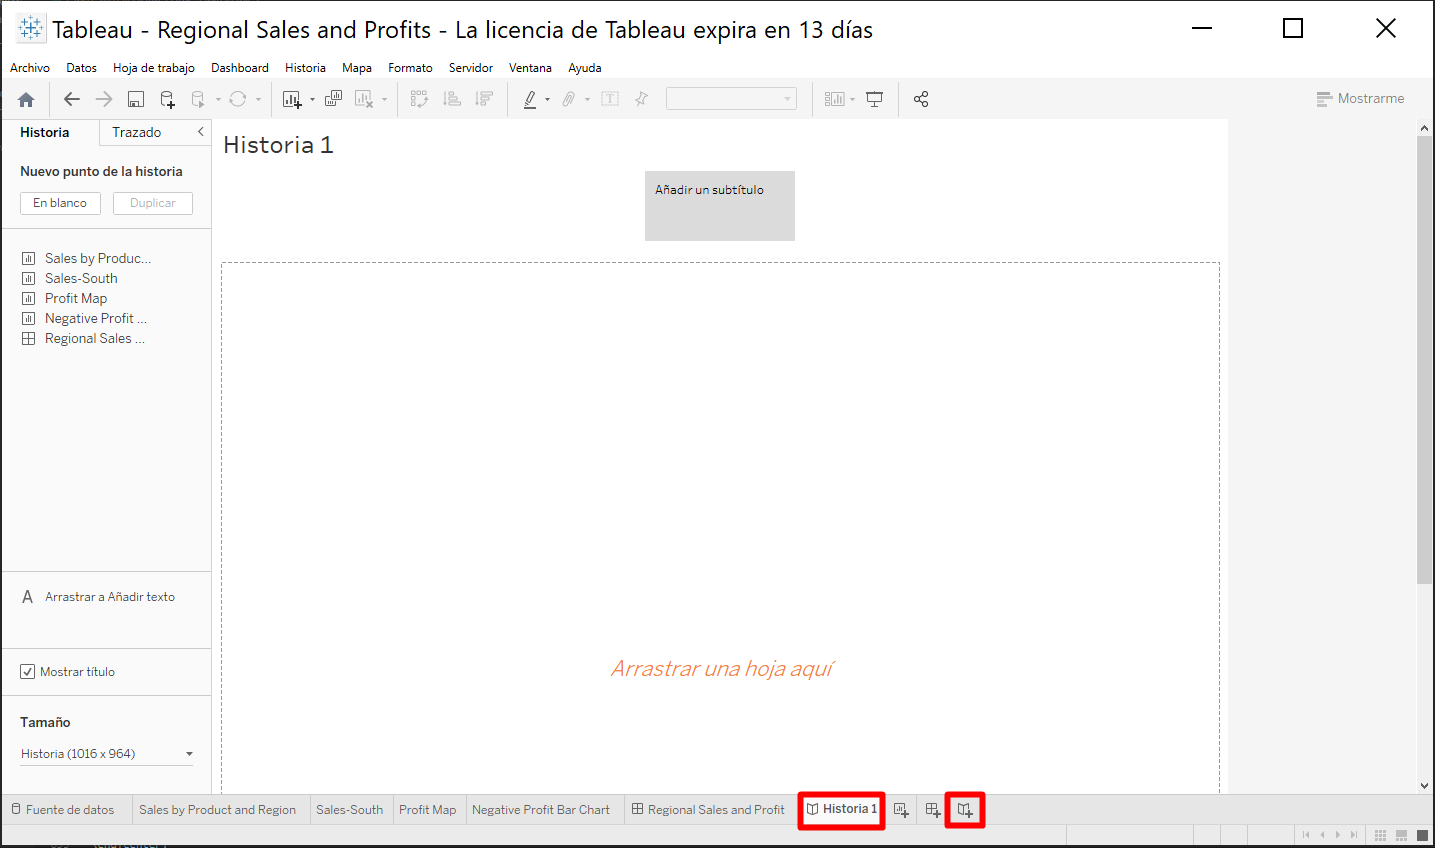 Tableau - Regional Sales and Profits - La licencia de Tableau expira en 13 días
Archivo Datos Hoja de trabajo Dashboard Historia Mapa Formato Servidor Ventana Ayuda
Mostrarme
Historia Trazado
Historia 1
Nuevo punto de la historia
En blanco Duplicar
Añadir un subtítulo
Sales by Produc...
Sales-South
Profit Map
Negative Profit ...
Regional Sales ...
A Arrastrar a Añadir texto
Arrastrar una hoja aquí
Mostrar título
Tamaño
Historia (1016 x 964)
Fuente de datos Sales by Product and Region Sales-South Profit Map Negative Profit Bar Chart Regional Sales and Profit Historia 1